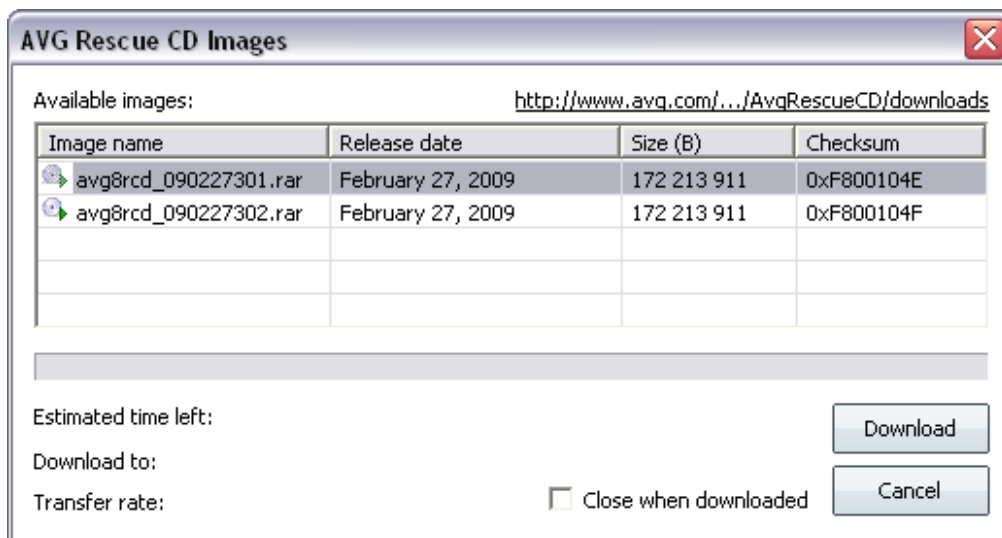 AVG Rescue CD Images
Available images: http://www.avg.com/.../AvgRescueCD/downloads
Image name Release date Size (B) Checksum
avg8rcd_090227301.rar February 27, 2009 172 213 911 0xF800104E
avg8rcd_090227302.rar February 27, 2009 172 213 911 0xF800104F
Estimated time left:
Download
Download to:
Transfer rate:
Close when downloaded
Cancel